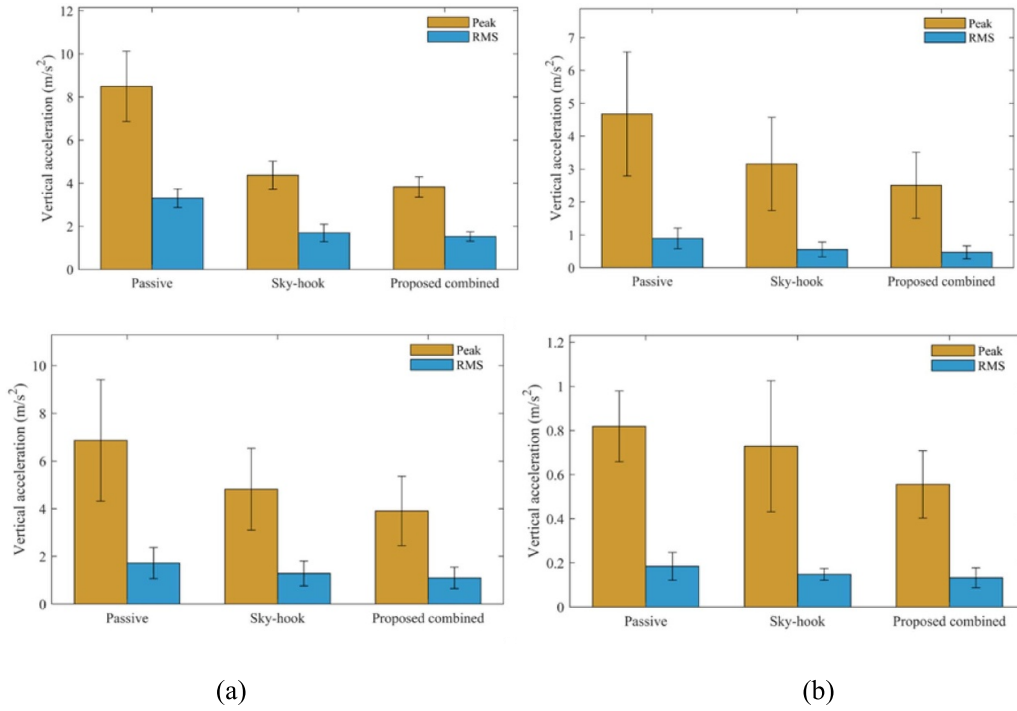 12
10
8
6
4
2
0
Vertical acceleration (m/s²)
Peak
RMS
Passive Sky-hook Proposed combined
7
6
5
4
3
2
1
0
Vertical acceleration (m/s²)
Peak
RMS
Passive Sky-hook Proposed combined
10
8
6
4
2
0
Vertical acceleration (m/s²)
Peak
RMS
Passive Sky-hook Proposed combined
1.2
1
0.8
0.6
0.4
0.2
0
Vertical acceleration (m/s²)
Peak
RMS
Passive Sky-hook Proposed combined
(a) (b)